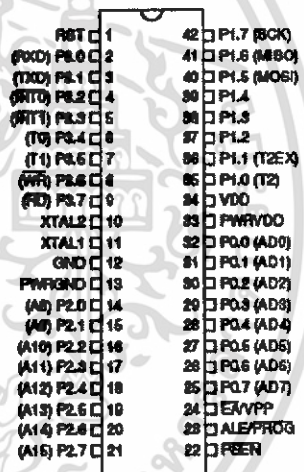 RST 1 42 P1.7 (SCK)
(RXD) P3.0 2 41 P1.6 (MISO)
(TXD) P3.1 3 40 P1.5 (MOSI)
(INT0) P3.2 4 39 P1.4
(INT1) P3.3 5 38 P1.3
(T0) P3.4 6 37 P1.2
(T1) P3.5 7 36 P1.1 (T2EX)
(WR) P3.6 8 35 P1.0 (T2)
(RD) P3.7 9 34 VDD
XTAL2 10 33 PWRVDD
XTAL1 11 32 P0.0 (AD0)
GND 12 31 P0.1 (AD1)
PWRGND 13 30 P0.2 (AD2)
(A8) P2.0 14 29 P0.3 (AD3)
(A9) P2.1 15 28 P0.4 (AD4)
(A10) P2.2 16 27 P0.5 (AD5)
(A11) P2.3 17 26 P0.6 (AD6)
(A12) P2.4 18 25 P0.7 (AD7)
(A13) P2.5 19 24 EA/VPP
(A14) P2.6 20 23 ALE/PROG
(A15) P2.7 21 22 PSEN